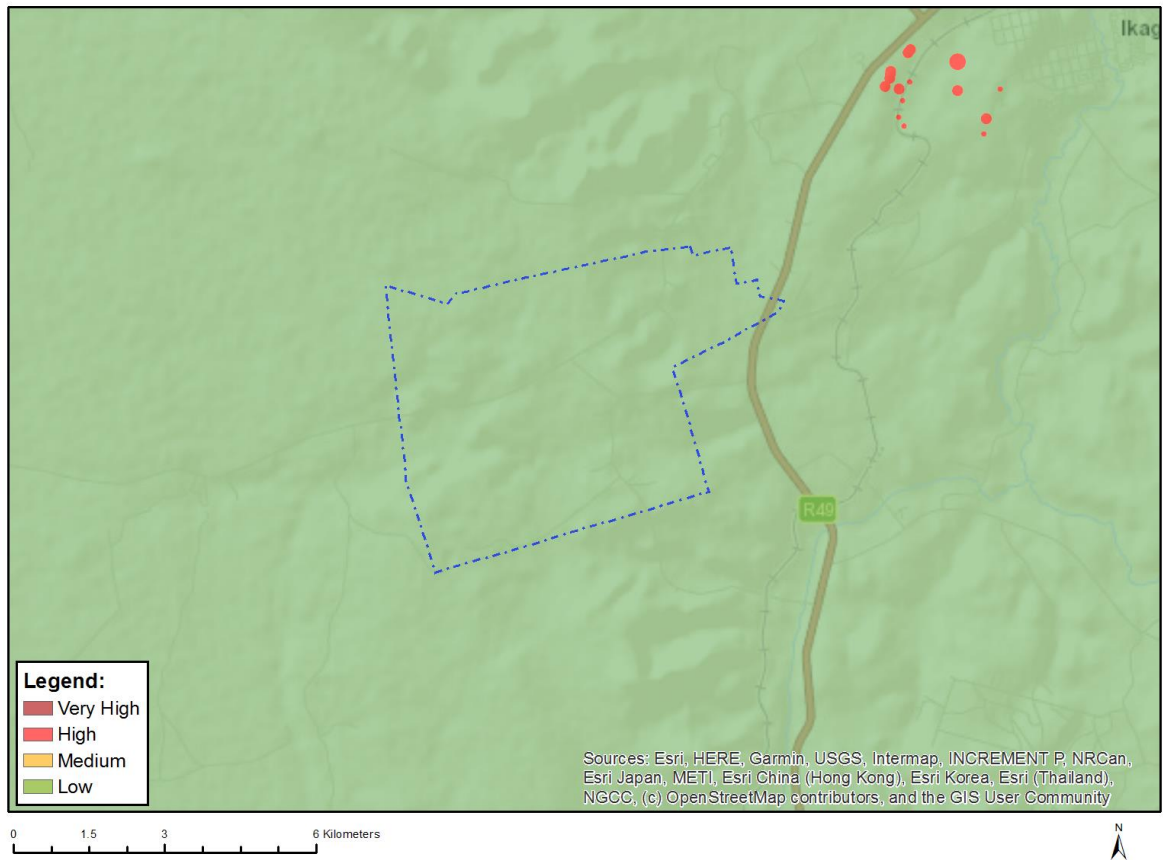 Ikag
R49
Legend:
Very High
High
Medium
Low
Sources: Esri, HERE, Garmin, USGS, Intermap, INCREMENT P, NRCan,
Esri Japan, METI, Esri China (Hong Kong), Esri Korea, Esri (Thailand),
NGCC, (c) OpenStreetMap contributors, and the GIS User Community
0 1.5 3 6 Kilometers
N